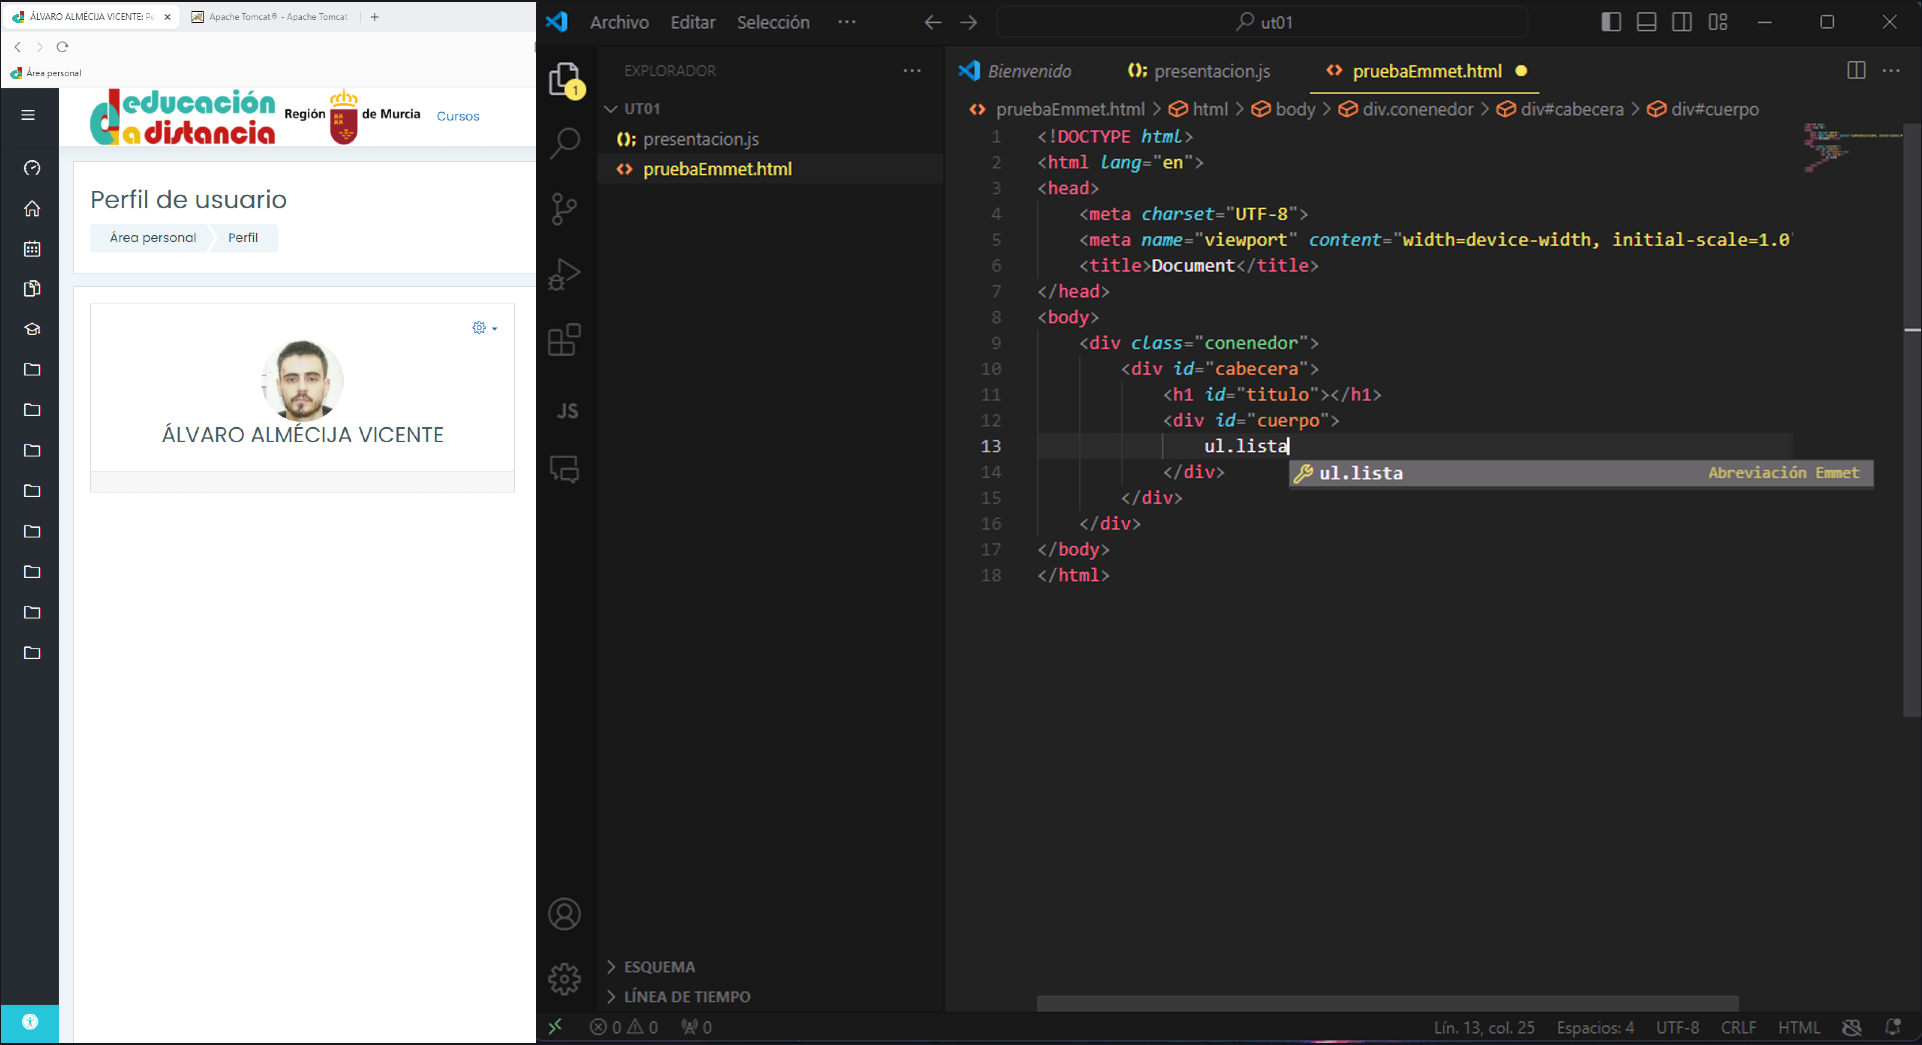 ÁLVARO ALMÉCIJA VICENTE: Pe
Apache Tomcat® - Apache Tomcat
Área personal
educación
a distancia
Región de Murcia
Cursos
Perfil de usuario
Área personal
Perfil
ÁLVARO ALMÉCIJA VICENTE
Archivo Editar Selección ···
ut01
1
EXPLORADOR
UT01
presentacion.js
pruebaEmmet.html
JS
ESQUEMA
LÍNEA DE TIEMPO
Bienvenido
presentacion.js
pruebaEmmet.html
pruebaEmmet.html > html > body > div.conenedor > div#cabecera > div#cuerpo
1 <!DOCTYPE html>
2 <html lang="en">
3 <head>
4 <meta charset="UTF-8">
5 <meta name="viewport" content="width=device-width, initial-scale=1.0"
6 <title>Document</title>
7 </head>
8 <body>
9 <div class="conenedor">
10 <div id="cabecera">
11 <h1 id="titulo"></h1>
12 <div id="cuerpo">
13 ul.lista
14 </div>
ul.lista Abreviación Emmet
15 </div>
16 </div>
17 </body>
18 </html>
0 0 0
Lín. 13, col. 25 Espacios: 4 UTF-8 CRLF HTML